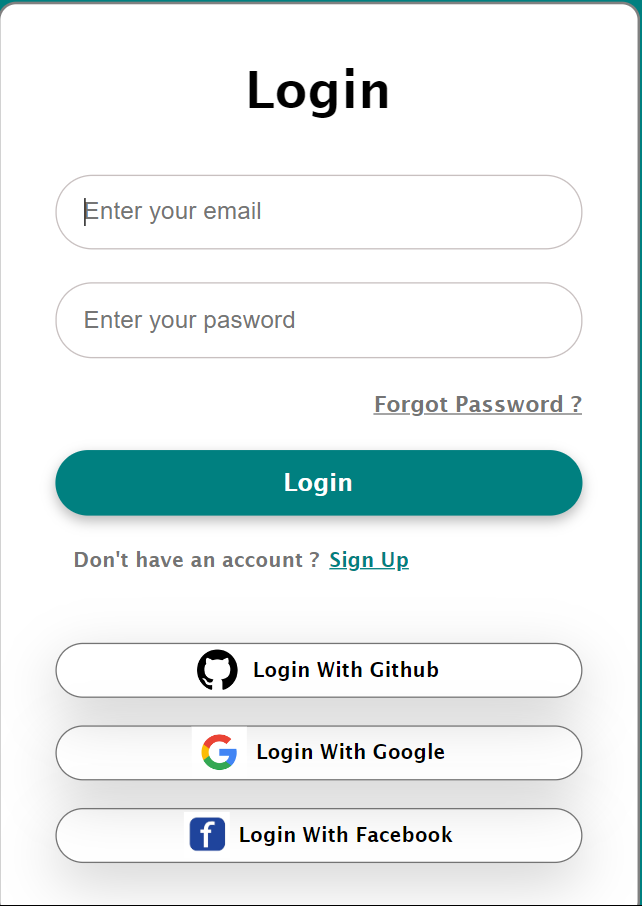 Login
Enter your email
Enter your pasword
Forgot Password ?
Login
Don't have an account ? Sign Up
Login With Github
Login With Google
Login With Facebook